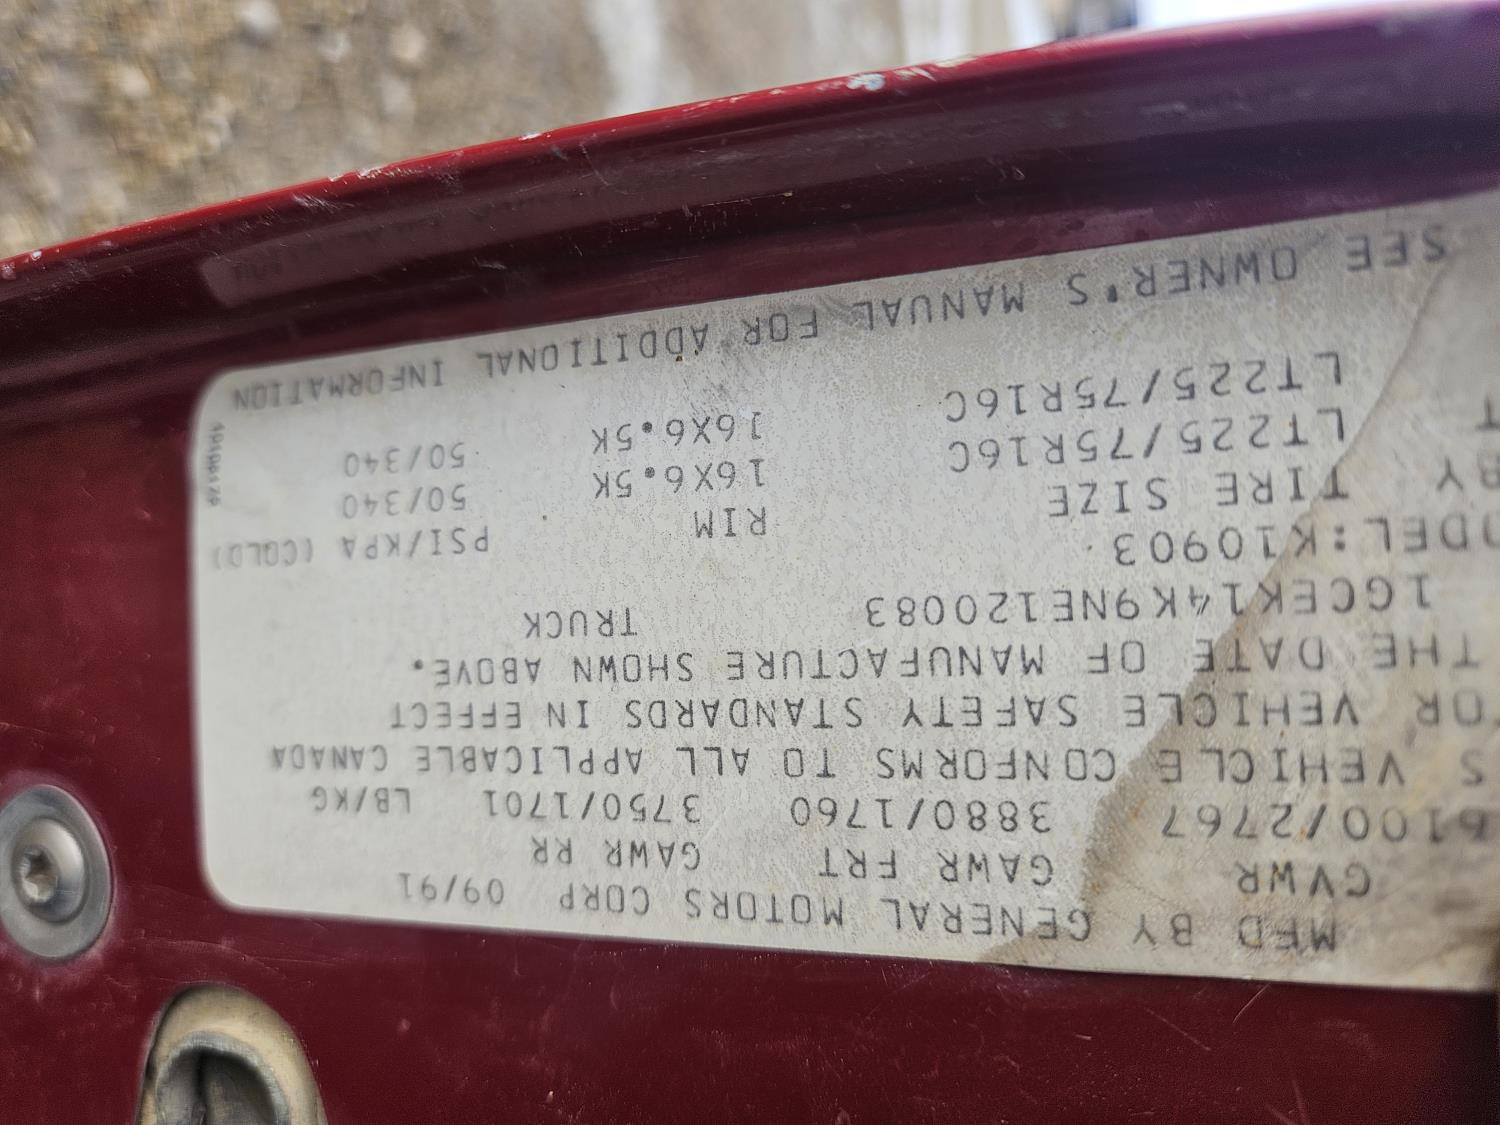 MFD BY GENERAL MOTORS CORP 09/91
GVWR GAWR FRT GAWR RR
6100/2767 3880/1760 3750/1701 LB/KG
S VEHICLE CONFORMS TO ALL APPLICABLE CANADA
OR VEHICLE SAFETY STANDARDS IN EFFECT
THE DATE OF MANUFACTURE SHOWN ABOVE.
1GCEK14K9NE120083 TRUCK
ODEL:K10903
BY TIRE SIZE RIM PSI/KPA (COLD)
T LT225/75R16C 16X6.5K 50/340
LT225/75R16C 16X6.5K 50/340
SEE OWNER'S MANUAL FOR ADDITIONAL INFORMATION